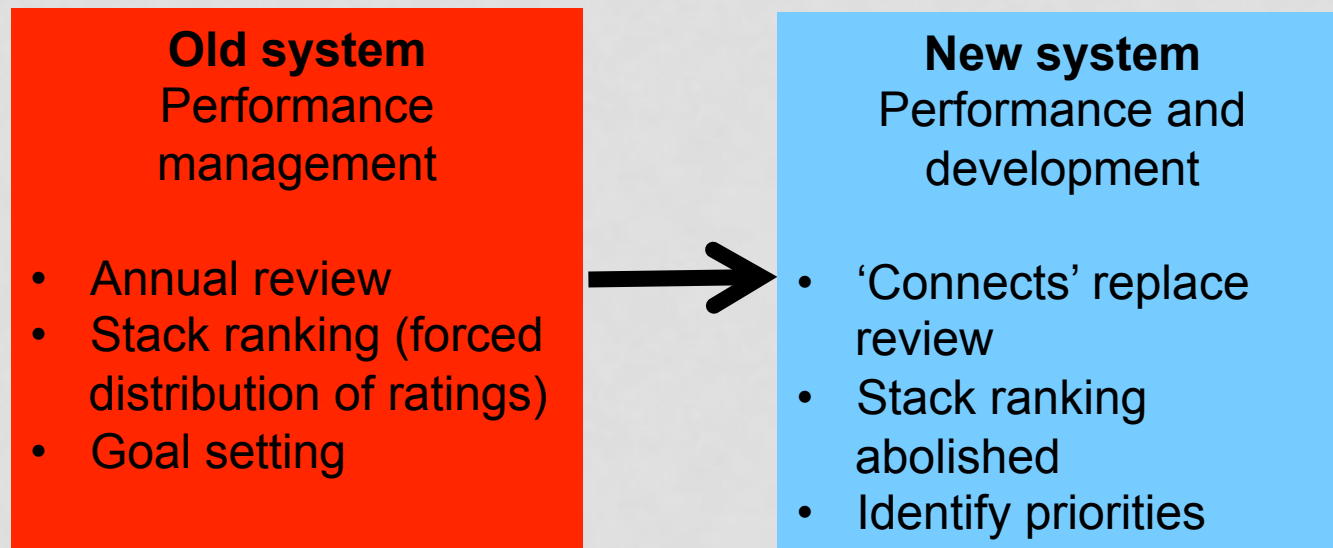 Old system
Performance
management
• Annual review
• Stack ranking (forced
distribution of ratings)
• Goal setting
New system
Performance and
development
• ‘Connects’ replace
review
• Stack ranking
abolished
• Identify priorities